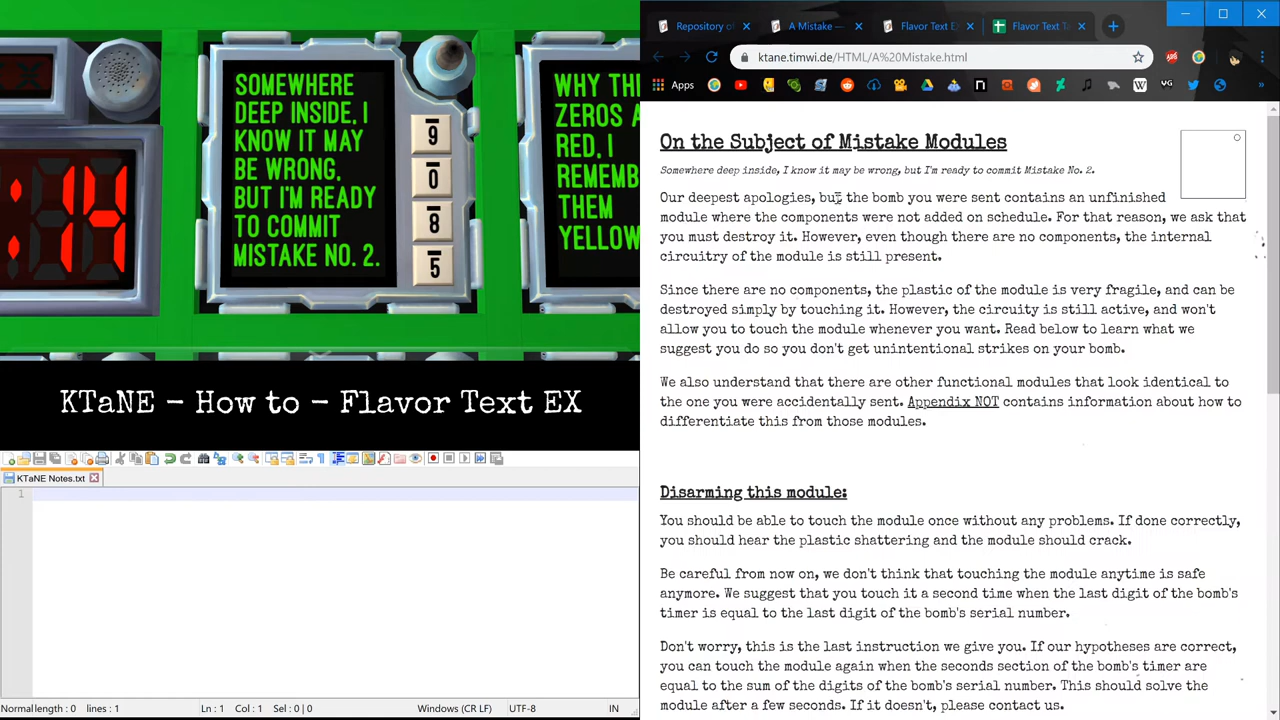 :14
:11
SOMEWHERE
DEEP INSIDE, I
KNOW IT MAY
BE WRONG,
BUT I'M READY
TO COMMIT
MISTAKE NO. 2.
9
0
8
5
WHY THE
ZEROS A
RED, I
REMEMB
THEM
YELLOW
KTaNE - How to - Flavor Text EX
KTaNE Notes.txt
1
Normal length : 0 lines : 1 Ln : 1 Col : 1 Sel : 0 | 0 Windows (CR LF) UTF-8 IN
Repository of
A Mistake —
Flavor Text E
Flavor Text Ta
ktane.timwi.de/HTML/A%20Mistake.html
Apps
On the Subject of Mistake Modules
Somewhere deep inside, I know it may be wrong, but I'm ready to commit Mistake No. 2.
Our deepest apologies, but the bomb you were sent contains an unfinished
module where the components were not added on schedule. For that reason, we ask that
you must destroy it. However, even though there are no components, the internal
circuitry of the module is still present.
Since there are no components, the plastic of the module is very fragile, and can be
destroyed simply by touching it. However, the circuity is still active, and won't
allow you to touch the module whenever you want. Read below to learn what we
suggest you do so you don't get unintentional strikes on your bomb.
We also understand that there are other functional modules that look identical to
the one you were accidentally sent. Appendix NOT contains information about how to
differentiate this from those modules.
Disarming this module:
You should be able to touch the module once without any problems. If done correctly,
you should hear the plastic shattering and the module should crack.
Be careful from now on, we don't think that touching the module anytime is safe
anymore. We suggest that you touch it a second time when the last digit of the bomb's
timer is equal to the last digit of the bomb's serial number.
Don't worry, this is the last instruction we give you. If our hypotheses are correct,
you can touch the module again when the seconds section of the bomb's timer are
equal to the sum of the digits of the bomb's serial number. This should solve the
module after a few seconds. If it doesn't, please contact us.